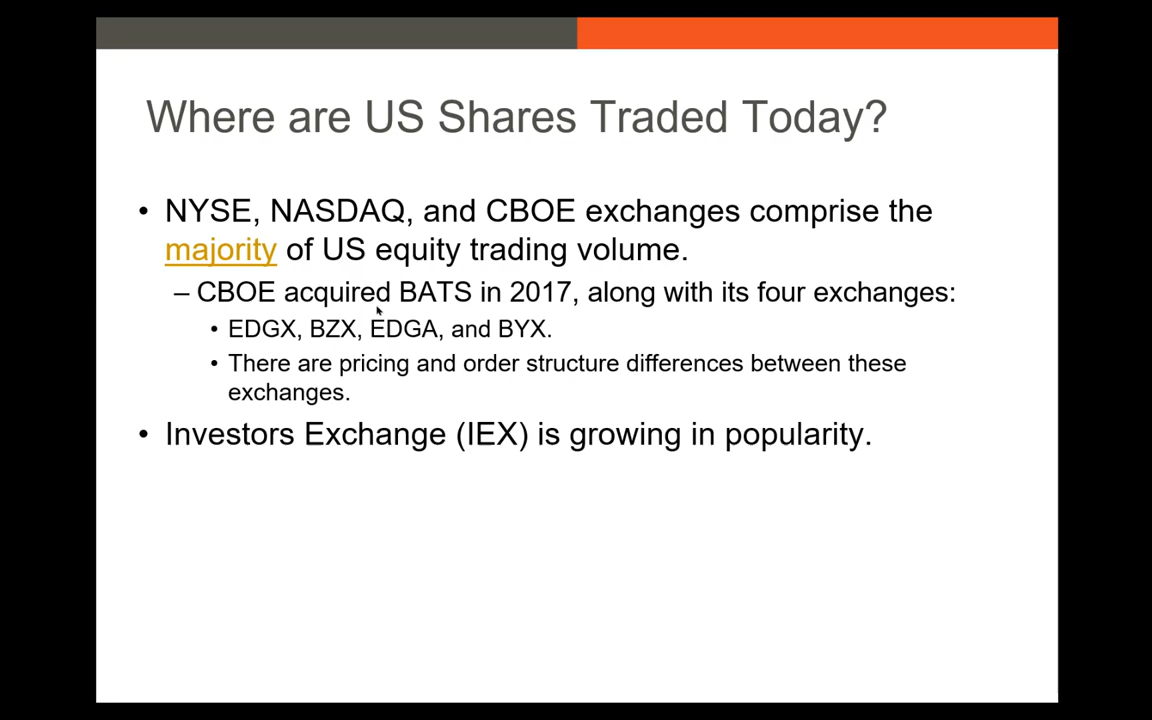 Where are US Shares Traded Today?
• NYSE, NASDAQ, and CBOE exchanges comprise the
majority of US equity trading volume.
– CBOE acquired BATS in 2017, along with its four exchanges:
• EDGX, BZX, EDGA, and BYX.
• There are pricing and order structure differences between these
exchanges.
• Investors Exchange (IEX) is growing in popularity.